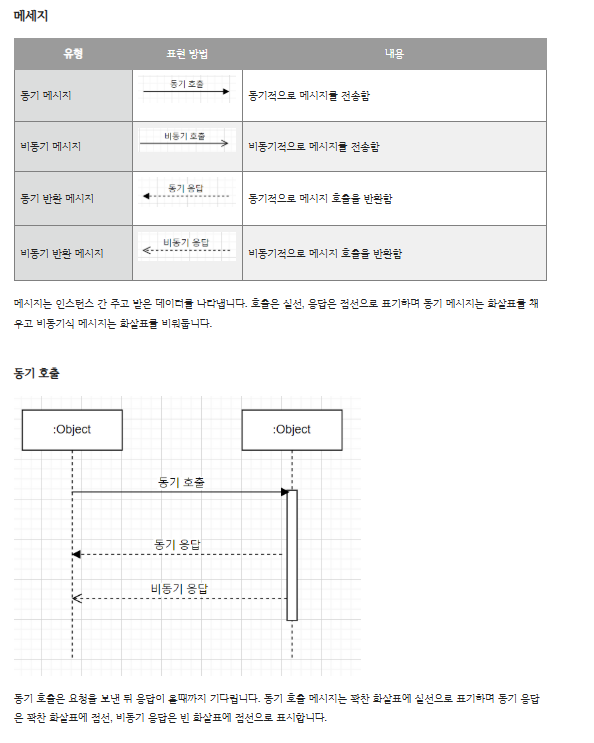 메세지
유형 표현 방법 내용
동기 메시지 동기 호출 동기적으로 메시지를 전송함
비동기 메시지 비동기 호출 비동기적으로 메시지를 전송함
동기 반환 메시지 동기 응답 동기적으로 메시지 호출을 반환함
비동기 반환 메시지 비동기 응답 비동기적으로 메시지 호출을 반환함
메시지는 인스턴스 간 주고 받은 데이터를 나타냅니다. 호출은 실선, 응답은 점선으로 표기하며 동기 메시지는 화살표를 채
우고 비동기식 메시지는 화살표를 비워둡니다.
동기 호출
:Object :Object
동기 호출
동기 응답
비동기 응답
동기 호출은 요청을 보낸 뒤 응답이 올때까지 기다립니다. 동기 호출 메시지는 꽉찬 화살표에 실선으로 표기하며 동기 응답
은 꽉찬 화살표에 점선, 비동기 응답은 빈 화살표에 점선으로 표시합니다.